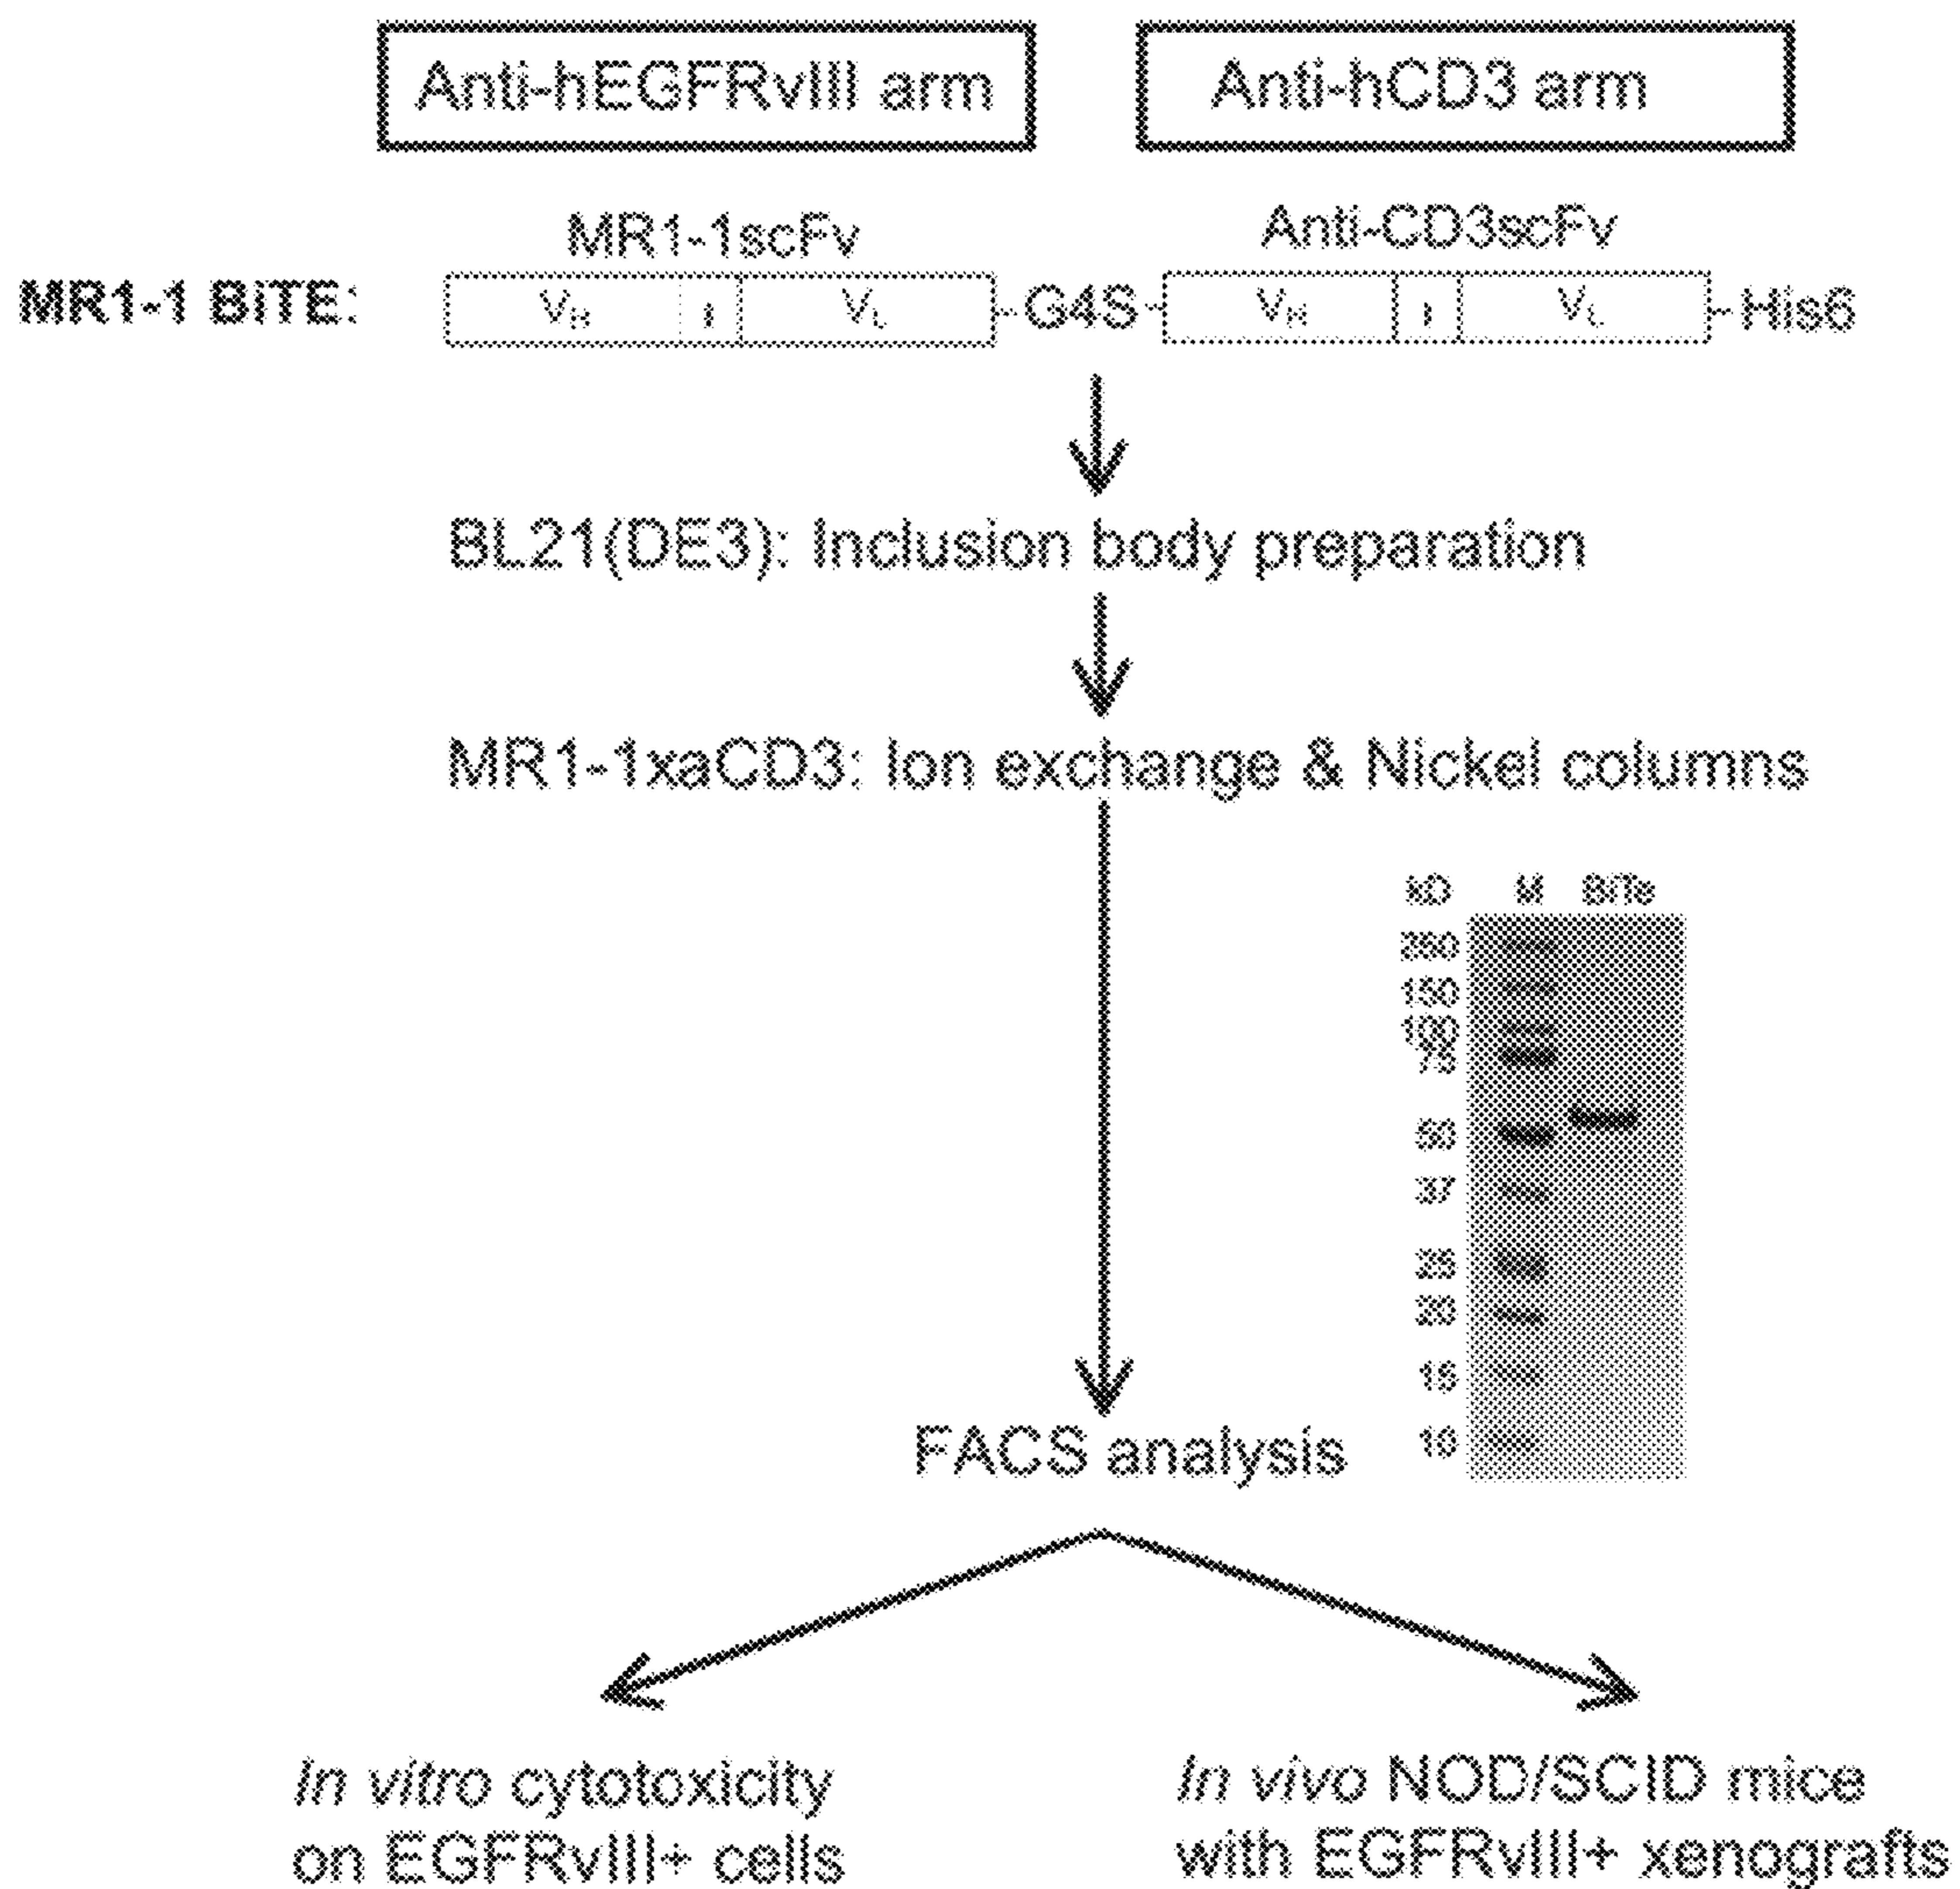 Anti-hEGFRvIII arm Anti-hCD3 arm
MR1-1scFv Anti-CD3scFv
MR1-1 BiTE: VH l VL -G4S- VH l VL -His6
BL21(DE3): Inclusion body preparation
MR1-1xaCD3: Ion exchange & Nickel columns
kD M BiTe
250
150
100
75
50
37
25
20
15
10
FACS analysis
In vitro cytotoxicity
on EGFRvIII+ cells
In vivo NOD/SCID mice
with EGFRvIII+ xenografts